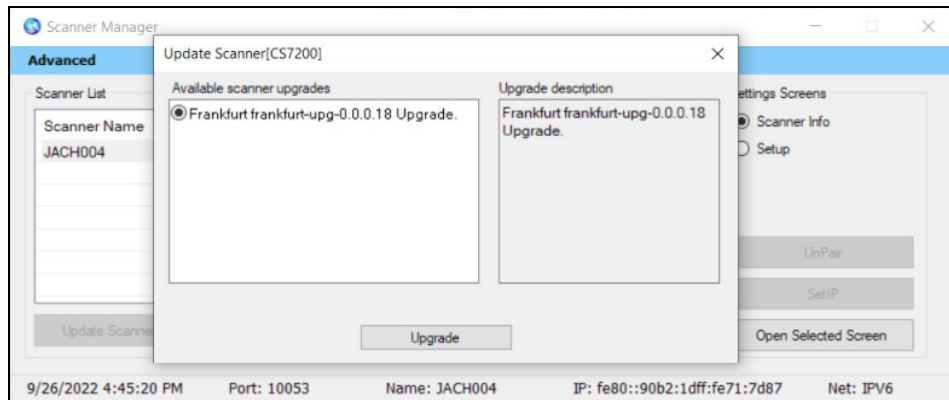 Scanner Manager
Advanced
Update Scanner[CS7200]
Scanner List
Scanner Name
JACH004
Update Scanne
Available scanner upgrades
Frankfurt frankfurt-upg-0.0.0.18 Upgrade.
Upgrade description
Frankfurt frankfurt-upg-0.0.0.18
Upgrade.
Upgrade
ettings Screens
Scanner Info
Setup
UnPair
SetIP
Open Selected Screen
9/26/2022 4:45:20 PM Port: 10053 Name: JACH004 IP: fe80::90b2:1dff:fe71:7d87 Net: IPV6